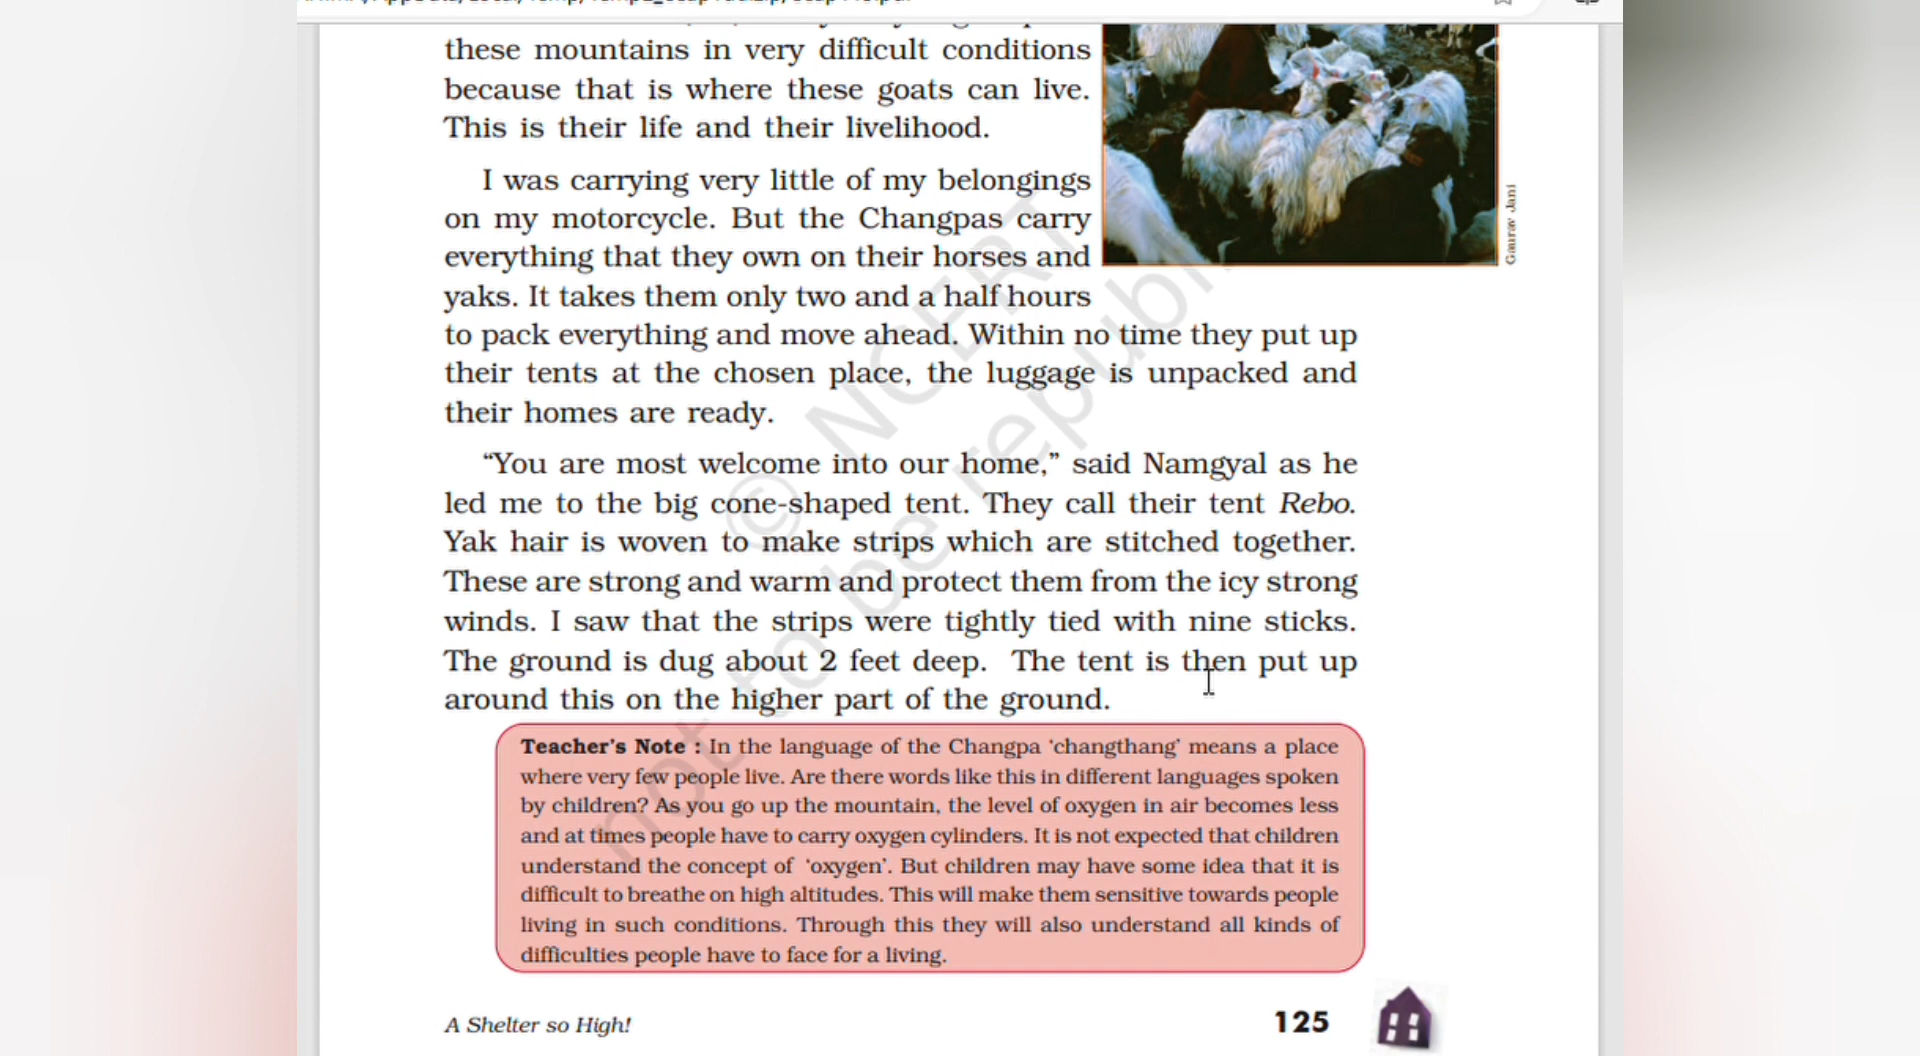 these mountains in very difficult conditions
because that is where these goats can live.
This is their life and their livelihood.
I was carrying very little of my belongings
on my motorcycle. But the Changpas carry
everything that they own on their horses and
yaks. It takes them only two and a half hours
to pack everything and move ahead. Within no time they put up
their tents at the chosen place, the luggage is unpacked and
their homes are ready.
“You are most welcome into our home,” said Namgyal as he
led me to the big cone-shaped tent. They call their tent Rebo.
Yak hair is woven to make strips which are stitched together.
These are strong and warm and protect them from the icy strong
winds. I saw that the strips were tightly tied with nine sticks.
The ground is dug about 2 feet deep. The tent is then put up
around this on the higher part of the ground.
Gaurav Jani
© NCERT
not to be republi
Teacher’s Note : In the language of the Changpa ‘changthang’ means a place
where very few people live. Are there words like this in different languages spoken
by children? As you go up the mountain, the level of oxygen in air becomes less
and at times people have to carry oxygen cylinders. It is not expected that children
understand the concept of ‘oxygen’. But children may have some idea that it is
difficult to breathe on high altitudes. This will make them sensitive towards people
living in such conditions. Through this they will also understand all kinds of
difficulties people have to face for a living.
A Shelter so High!
125